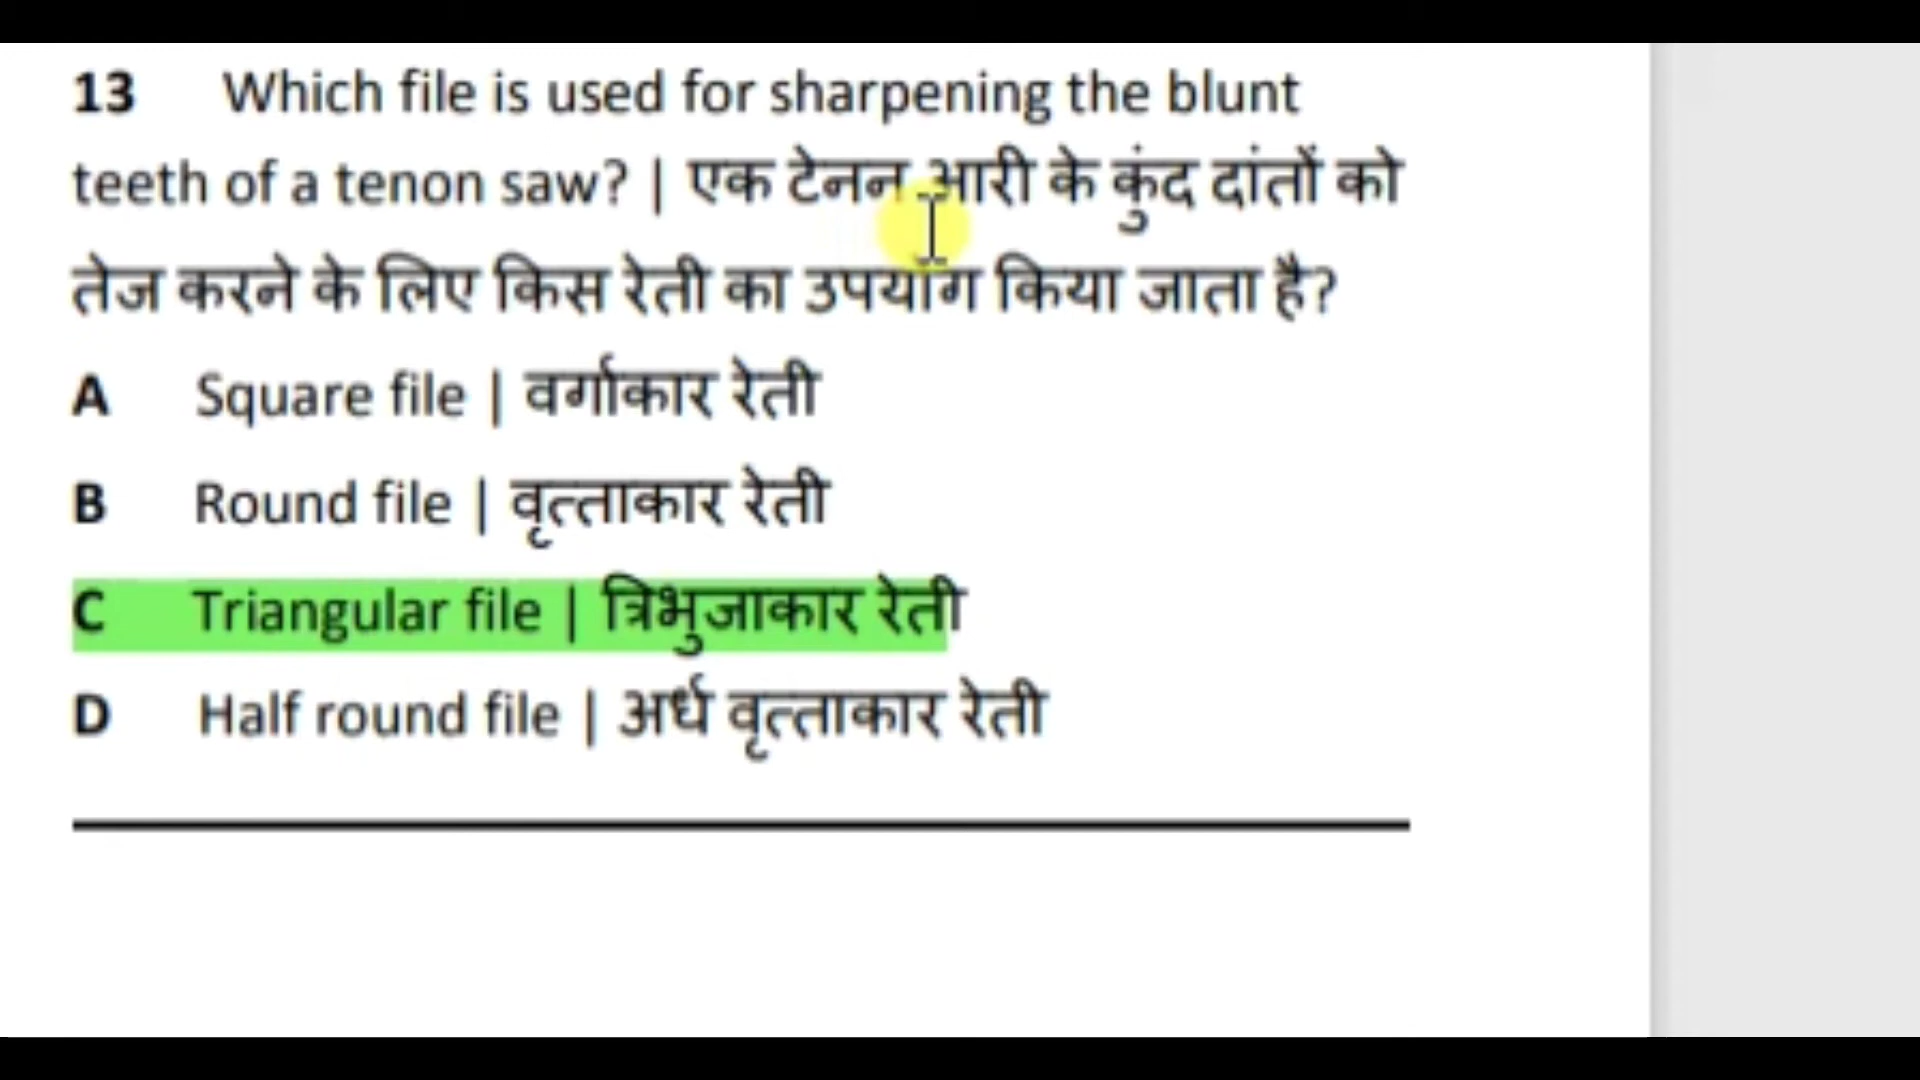 13 Which file is used for sharpening the blunt
teeth of a tenon saw? | एक टेनन आरी के कुंद दांतों को
तेज करने के लिए किस रेती का उपयोग किया जाता है?
A Square file | वर्गाकार रेती
B Round file | वृत्ताकार रेती
C Triangular file | त्रिभुजाकार रेती
D Half round file | अर्ध वृत्ताकार रेती